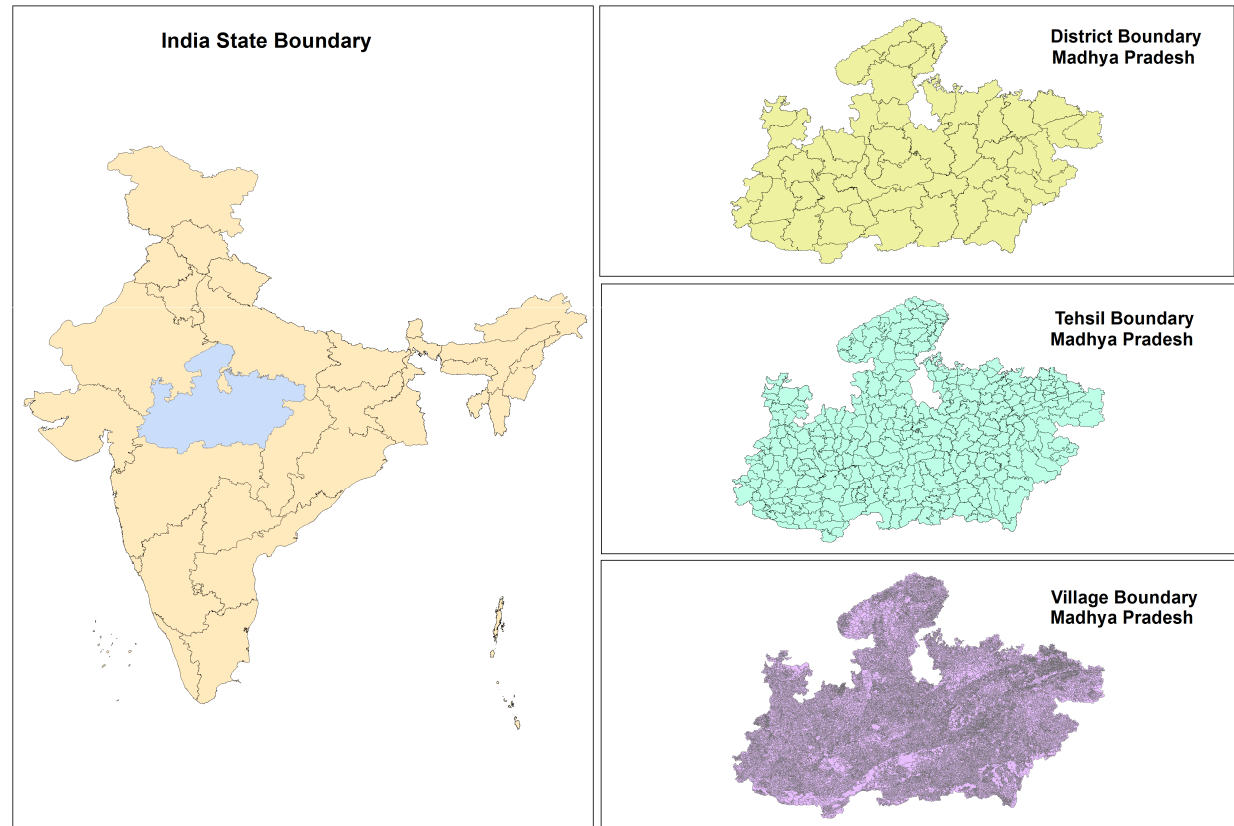 India State Boundary
District Boundary
Madhya Pradesh
Tehsil Boundary
Madhya Pradesh
Village Boundary
Madhya Pradesh